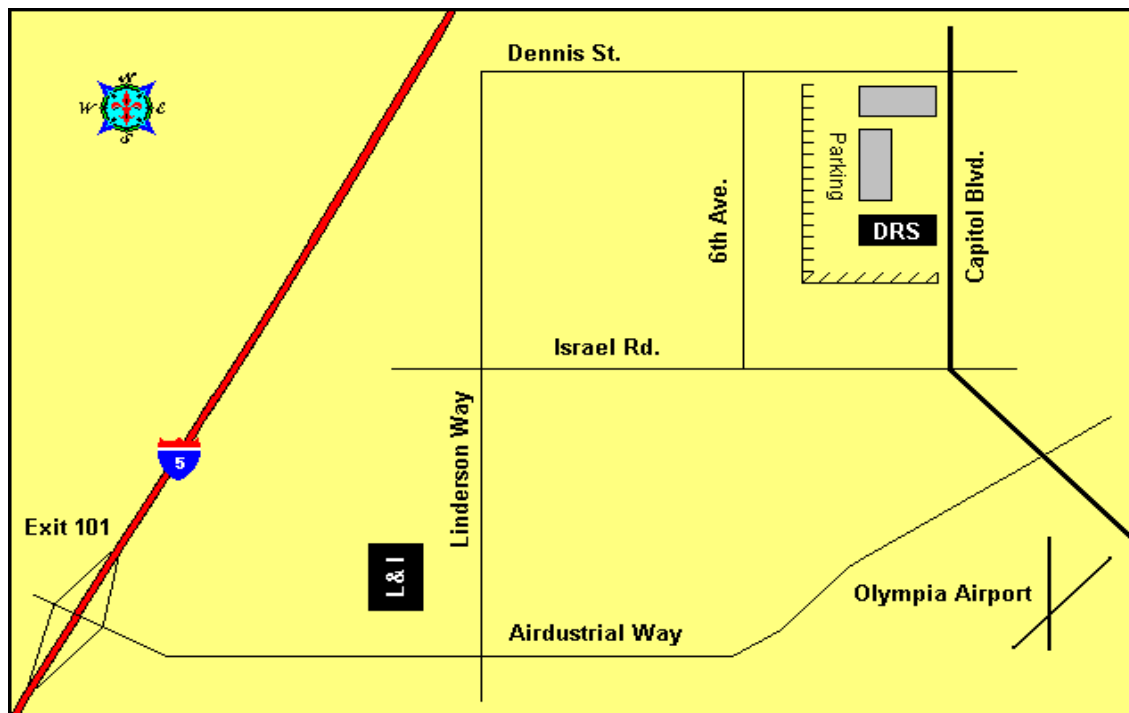 Dennis St.
N
W
E
S
Parking
Capitol Blvd.
6th Ave.
DRS
Israel Rd.
Linderson Way
5
Exit 101
L& I
Olympia Airport
Airdustrial Way